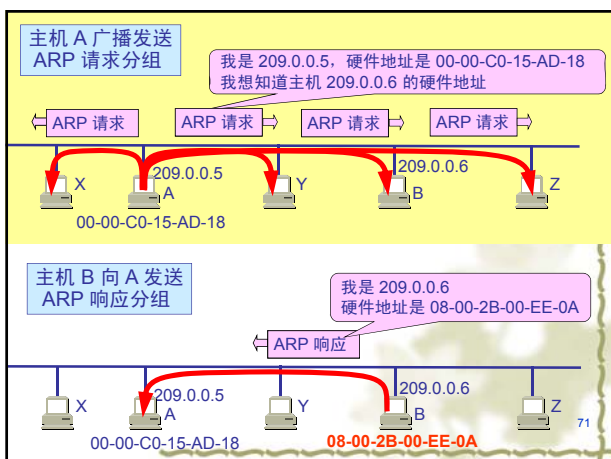 主机 A 广播发送
ARP 请求分组
我是 209.0.0.5，硬件地址是 00-00-C0-15-AD-18
我想知道主机 209.0.0.6 的硬件地址
ARP 请求
ARP 请求
ARP 请求
ARP 请求
209.0.0.5
209.0.0.6
X
A
Y
B
Z
00-00-C0-15-AD-18
主机 B 向 A 发送
ARP 响应分组
我是 209.0.0.6
硬件地址是 08-00-2B-00-EE-0A
ARP 响应
209.0.0.5
209.0.0.6
X
A
Y
B
Z
00-00-C0-15-AD-18
08-00-2B-00-EE-0A
71